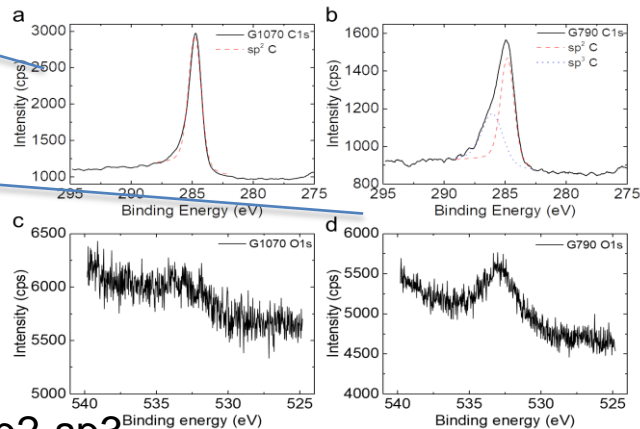 a
G1070 C1s
sp² C
3000
2500
2000
1500
1000
Intensity (cps)
295 290 285 280 275
Binding Energy (eV)
b
G790 C1s
sp² C
sp³ C
1600
1400
1200
1000
800
Intensity (cps)
295 290 285 280 275
Binding Energy (eV)
c
G1070 O1s
6500
6000
5500
5000
Intensity (cps)
540 535 530 525
Binding energy (eV)
d
G790 O1s
6000
5500
5000
4500
4000
Intensity (cps)
540 535 530 525
Binding energy (eV)
sp3